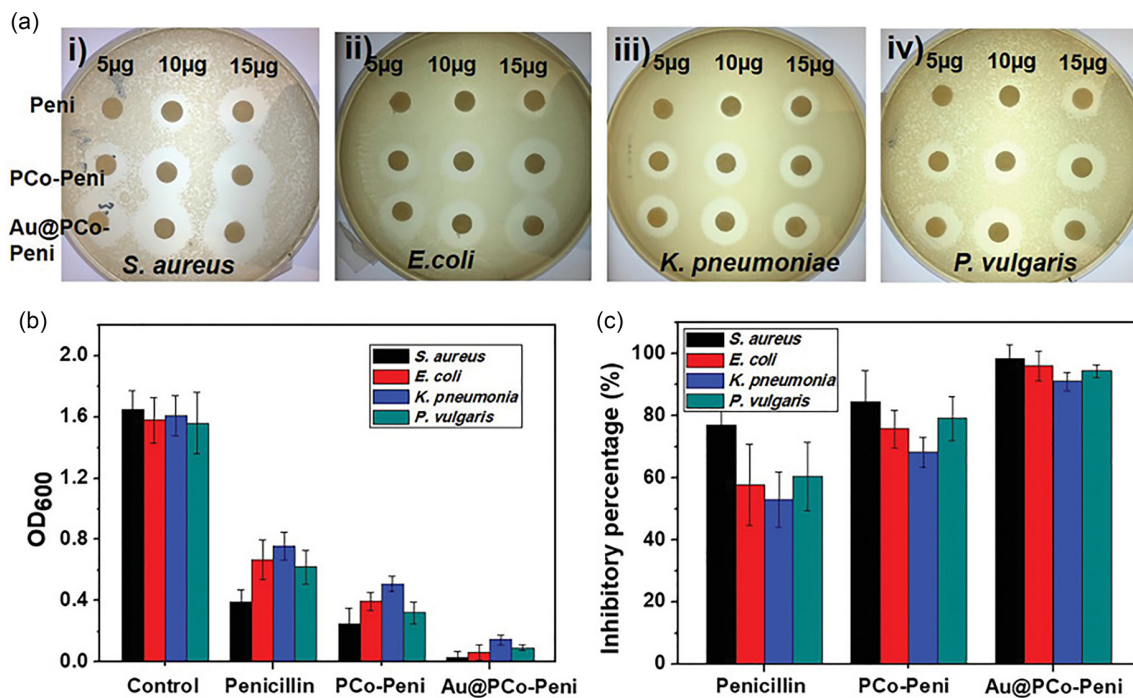 (a)
i) ii) iii) iv)
5µg 10µg 15µg 5µg 10µg 15µg 5µg 10µg 15µg 5µg 10µg 15µg
Peni
PCo-Peni
Au@PCo-
Peni
S. aureus E.coli K. pneumoniae P. vulgaris
(b)
2.0
1.6
1.2
0.8
0.4
0.0
OD600
S. aureus
E. coli
K. pneumonia
P. vulgaris
Control Penicillin PCo-Peni Au@PCo-Peni
(c)
100
80
60
40
20
0
Inhibitory percentage (%)
S. aureus
E. coli
K. pneumonia
P. vulgaris
Penicillin PCo-Peni Au@PCo-Peni